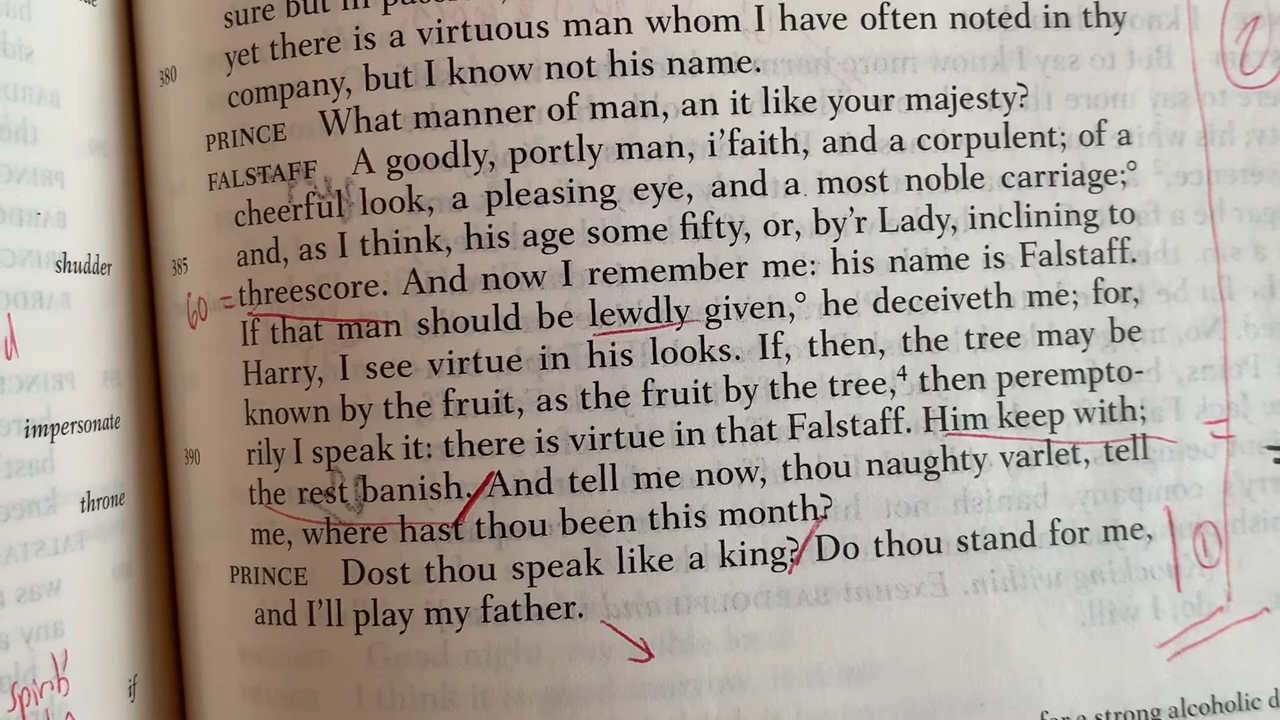 sure but in
yet there is a virtuous man whom I have often noted in thy
380 company, but I know not his name.
PRINCE What manner of man, an it like your majesty?
FALSTAFF A goodly, portly man, i'faith, and a corpulent; of a
cheerful look, a pleasing eye, and a most noble carriage;°
and, as I think, his age some fifty, or, by'r Lady, inclining to
shudder 385 60 = threescore. And now I remember me: his name is Falstaff.
If that man should be lewdly given,° he deceiveth me; for,
Harry, I see virtue in his looks. If, then, the tree may be
known by the fruit, as the fruit by the tree,⁴ then perempto-
impersonate 390 rily I speak it: there is virtue in that Falstaff. Him keep with;
throne the rest banish. And tell me now, thou naughty varlet, tell
me, where hast thou been this month?
PRINCE Dost thou speak like a king? Do thou stand for me,
and I'll play my father.
if
for a strong alcoholic d